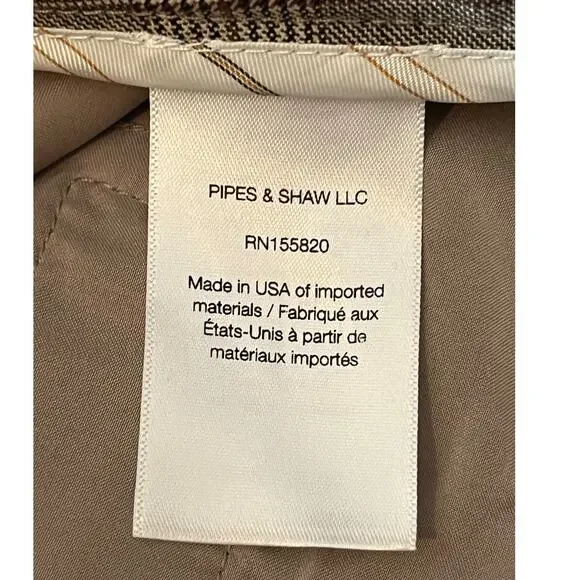 PIPES & SHAW LLC
RN155820
Made in USA of imported
materials / Fabriqué aux
États-Unis à partir de
matériaux importés